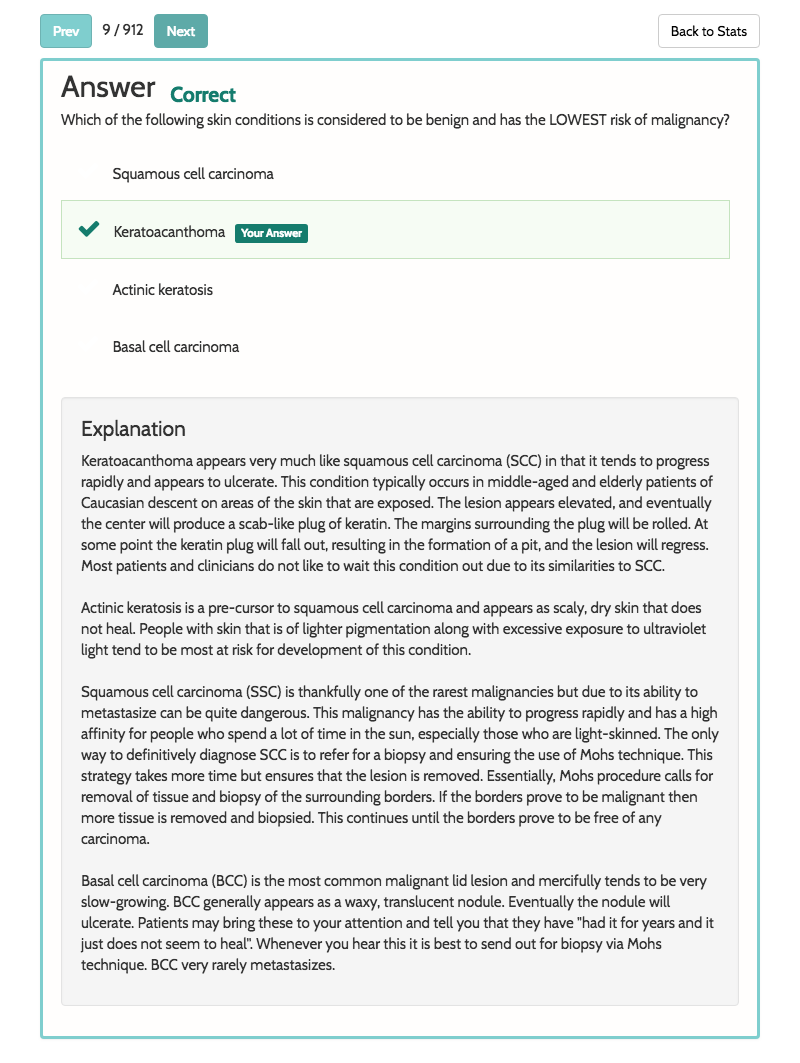 Prev 9 / 912 Next Back to Stats
Answer Correct
Which of the following skin conditions is considered to be benign and has the LOWEST risk of malignancy?
Squamous cell carcinoma
Keratoacanthoma Your Answer
Actinic keratosis
Basal cell carcinoma
Explanation
Keratoacanthoma appears very much like squamous cell carcinoma (SCC) in that it tends to progress
rapidly and appears to ulcerate. This condition typically occurs in middle-aged and elderly patients of
Caucasian descent on areas of the skin that are exposed. The lesion appears elevated, and eventually
the center will produce a scab-like plug of keratin. The margins surrounding the plug will be rolled. At
some point the keratin plug will fall out, resulting in the formation of a pit, and the lesion will regress.
Most patients and clinicians do not like to wait this condition out due to its similarities to SCC.
Actinic keratosis is a pre-cursor to squamous cell carcinoma and appears as scaly, dry skin that does
not heal. People with skin that is of lighter pigmentation along with excessive exposure to ultraviolet
light tend to be most at risk for development of this condition.
Squamous cell carcinoma (SSC) is thankfully one of the rarest malignancies but due to its ability to
metastasize can be quite dangerous. This malignancy has the ability to progress rapidly and has a high
affinity for people who spend a lot of time in the sun, especially those who are light-skinned. The only
way to definitively diagnose SCC is to refer for a biopsy and ensuring the use of Mohs technique. This
strategy takes more time but ensures that the lesion is removed. Essentially, Mohs procedure calls for
removal of tissue and biopsy of the surrounding borders. If the borders prove to be malignant then
more tissue is removed and biopsied. This continues until the borders prove to be free of any
carcinoma.
Basal cell carcinoma (BCC) is the most common malignant lid lesion and mercifully tends to be very
slow-growing. BCC generally appears as a waxy, translucent nodule. Eventually the nodule will
ulcerate. Patients may bring these to your attention and tell you that they have "had it for years and it
just does not seem to heal". Whenever you hear this it is best to send out for biopsy via Mohs
technique. BCC very rarely metastasizes.